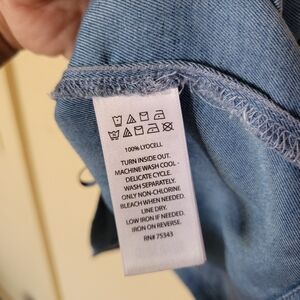 100% LYOCELL
TURN INSIDE OUT.
MACHINE WASH COOL -
DELICATE CYCLE.
WASH SEPARATELY.
ONLY NON-CHLORINE
BLEACH WHEN NEEDED.
LINE DRY.
LOW IRON IF NEEDED.
IRON ON REVERSE.
RN# 75343